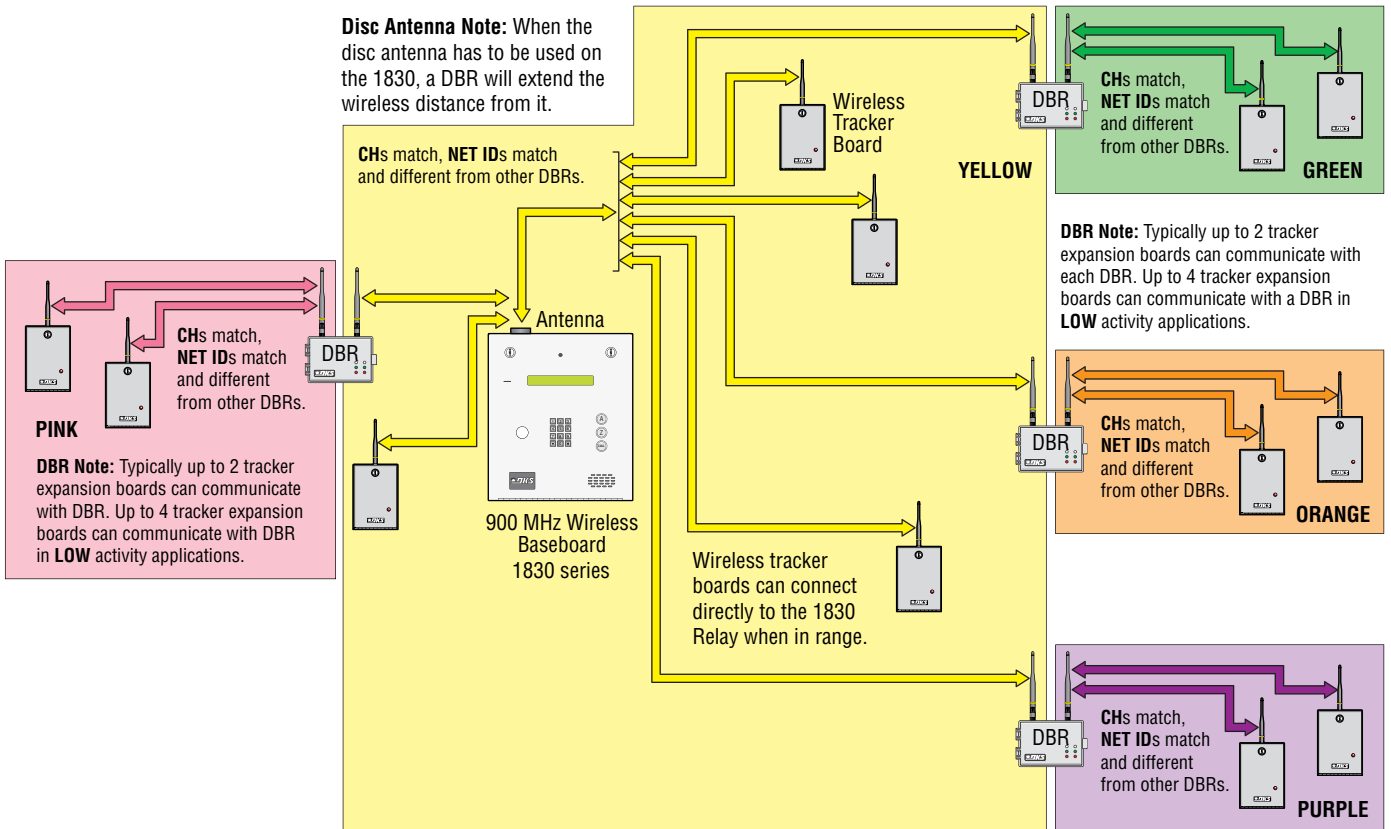 Disc Antenna Note: When the
disc antenna has to be used on
the 1830, a DBR will extend the
wireless distance from it.
CHs match, NET IDs match
and different from other DBRs.
Wireless
Tracker
Board
YELLOW
DBR
CHs match,
NET IDs match
and different
from other DBRs.
GREEN
DBR Note: Typically up to 2 tracker
expansion boards can communicate with
each DBR. Up to 4 tracker expansion
boards can communicate with a DBR in
LOW activity applications.
CHs match,
NET IDs match
and different
from other DBRs.
PINK
DBR Note: Typically up to 2 tracker
expansion boards can communicate
with DBR. Up to 4 tracker expansion
boards can communicate with DBR
in LOW activity applications.
DBR
Antenna
A
Z
DKS
900 MHz Wireless
Baseboard
1830 series
Wireless tracker
boards can connect
directly to the 1830
Relay when in range.
DBR
CHs match,
NET IDs match
and different
from other DBRs.
ORANGE
DBR
CHs match,
NET IDs match
and different
from other DBRs.
PURPLE